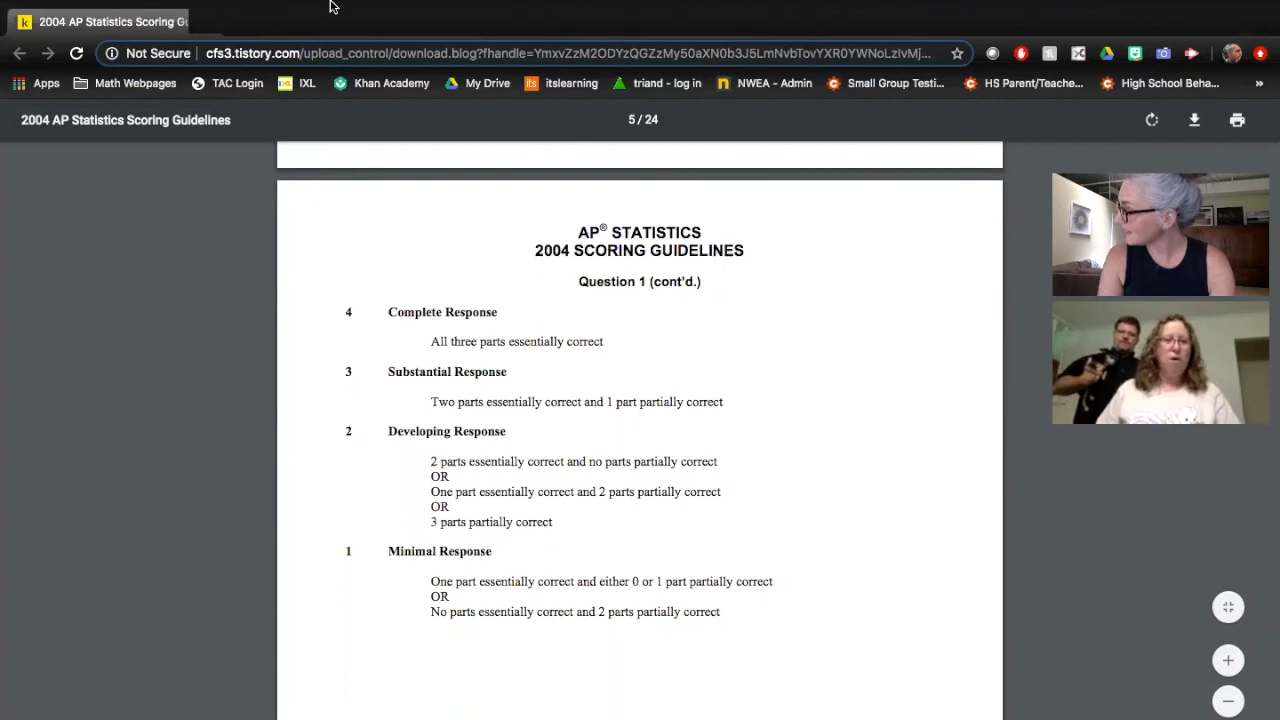 k 2004 AP Statistics Scoring Gu
Not Secure cfs3.tistory.com/upload_control/download.blog?fhandle=YmxvZzM2ODYzQGZzMy50aXN0b3J5LmNvbTovYXR0YWNoLzIvMj...
Apps Math Webpages TAC Login IXL Khan Academy My Drive its itslearning triand - log in NWEA - Admin Small Group Testi... HS Parent/Teache... High School Beha... »
2004 AP Statistics Scoring Guidelines 5 / 24
AP® STATISTICS
2004 SCORING GUIDELINES
Question 1 (cont'd.)
4 Complete Response
All three parts essentially correct
3 Substantial Response
Two parts essentially correct and 1 part partially correct
2 Developing Response
2 parts essentially correct and no parts partially correct
OR
One part essentially correct and 2 parts partially correct
OR
3 parts partially correct
1 Minimal Response
One part essentially correct and either 0 or 1 part partially correct
OR
No parts essentially correct and 2 parts partially correct